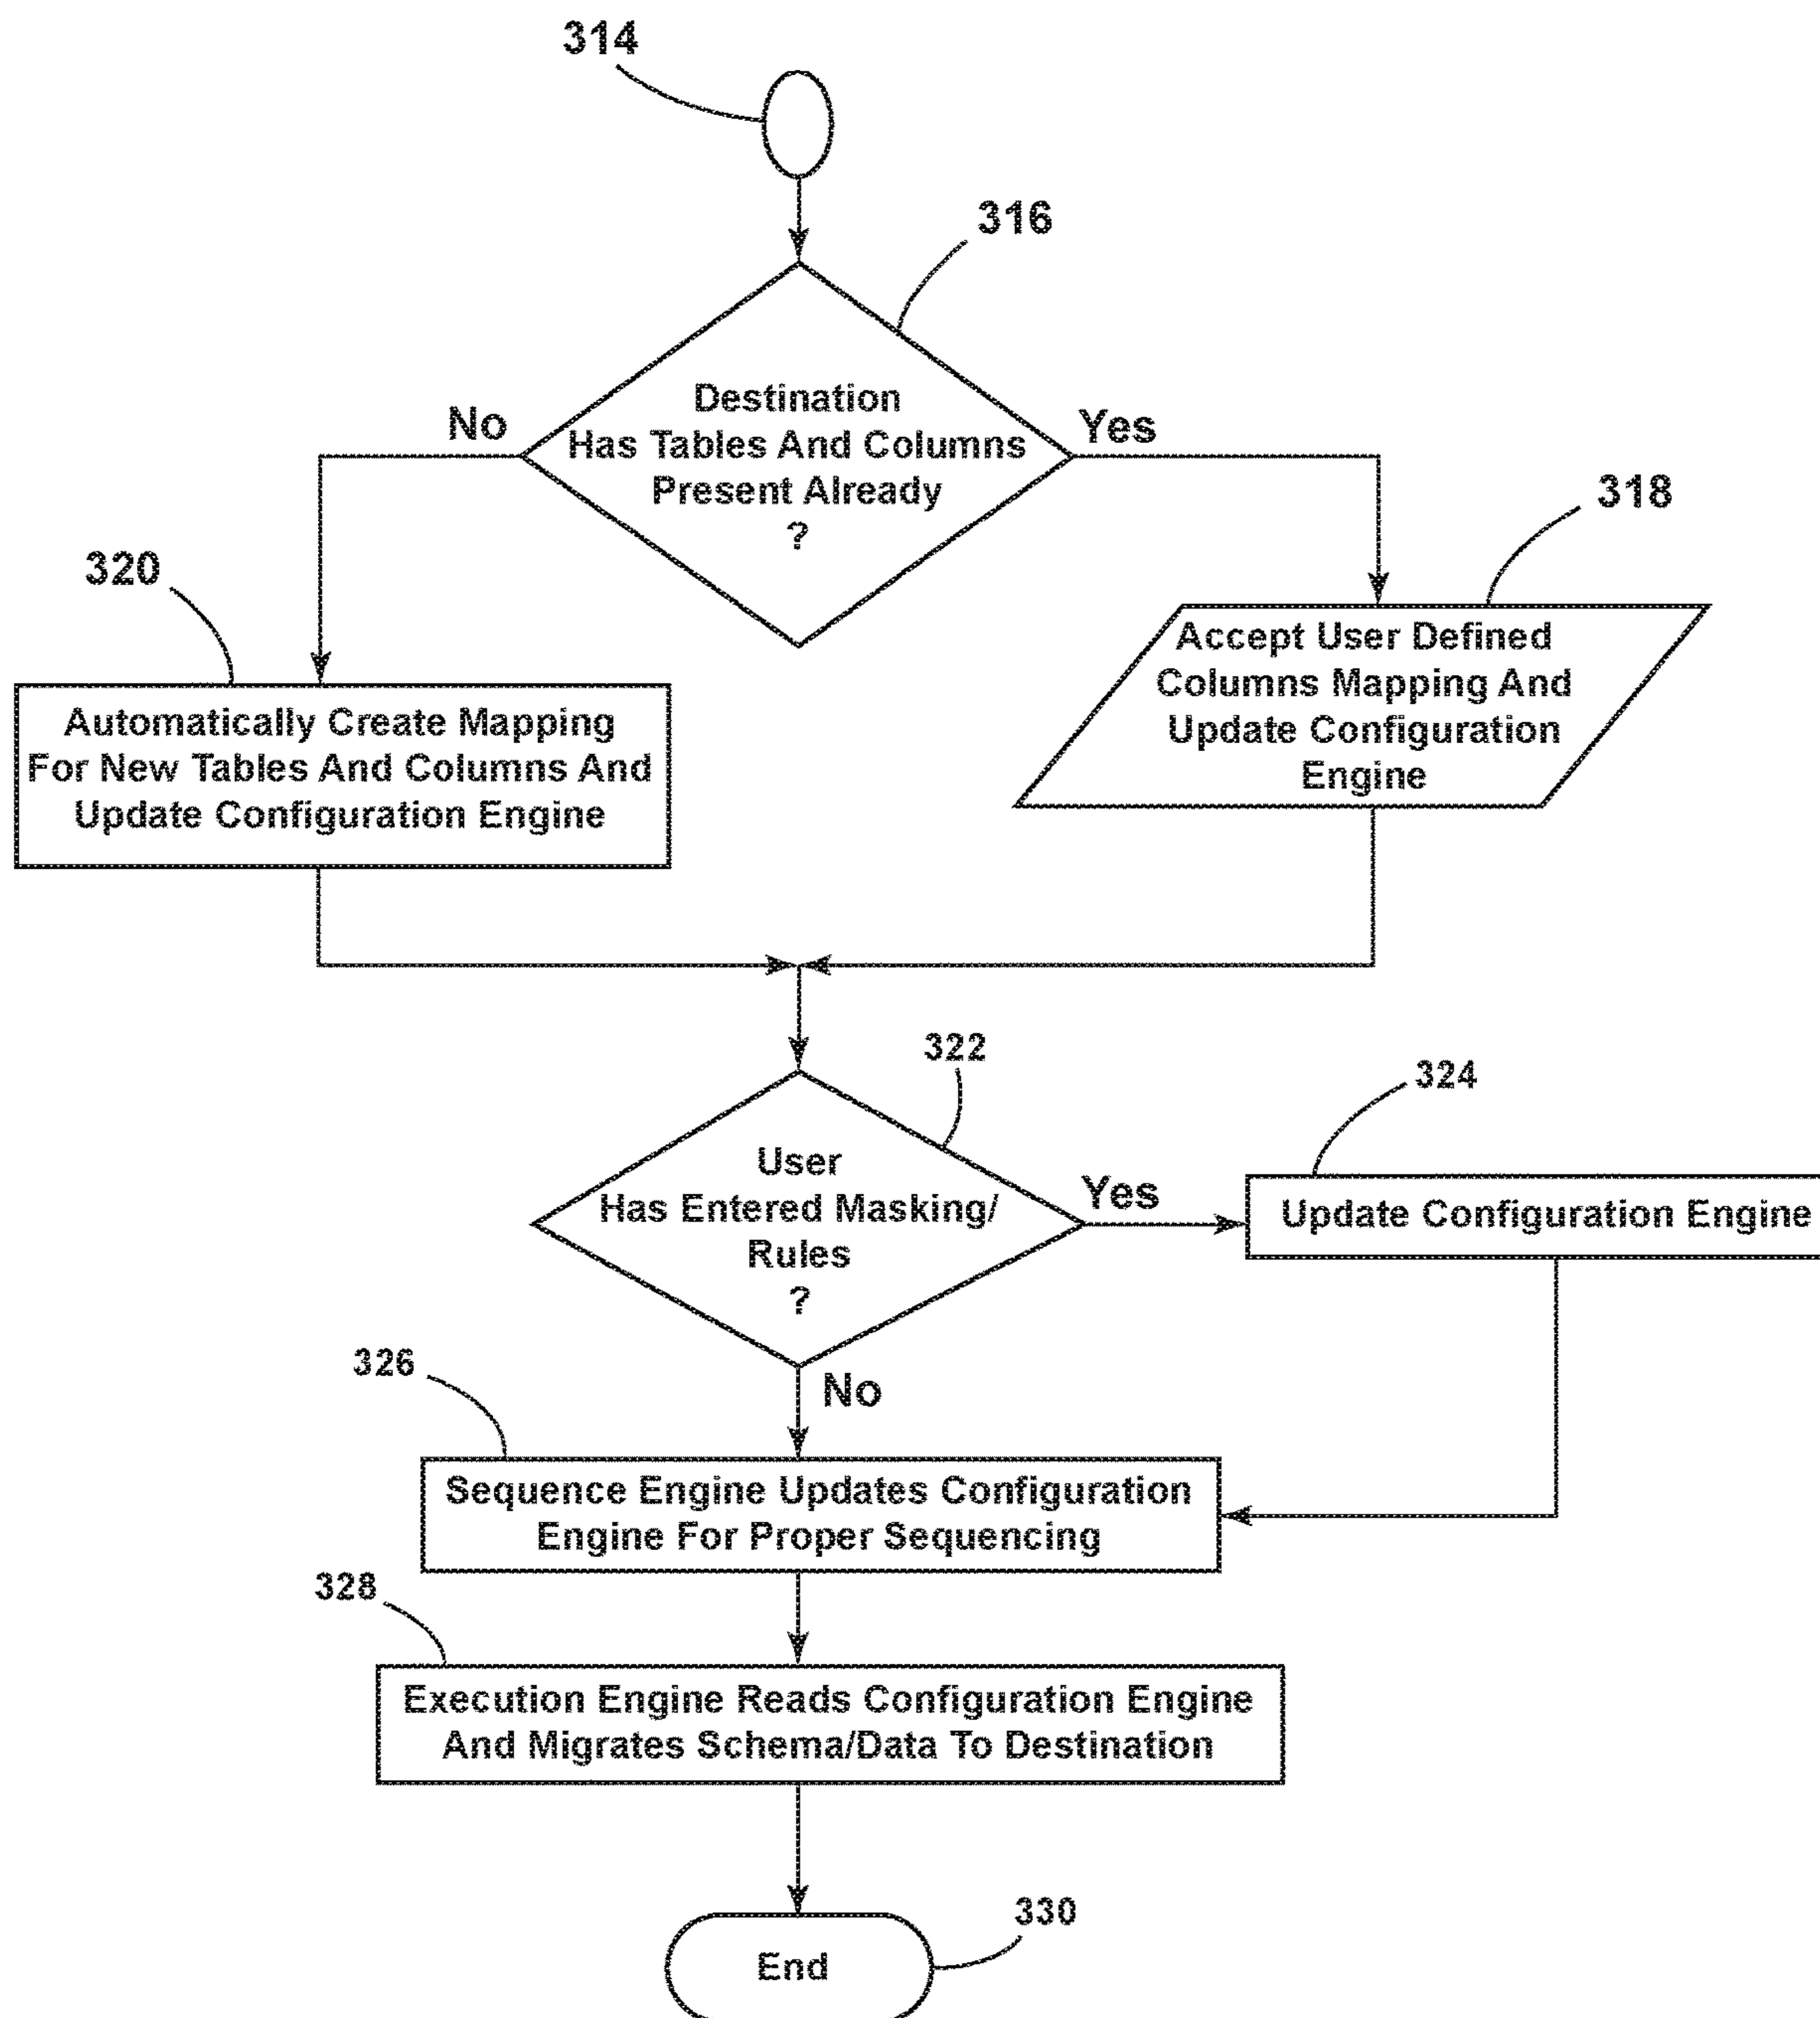 314
316
Destination
Has Tables And Columns
Present Already
?
No
Yes
318
320
Accept User Defined
Columns Mapping And
Update Configuration
Engine
Automatically Create Mapping
For New Tables And Columns And
Update Configuration Engine
322
324
User
Has Entered Masking/
Rules
?
Yes
Update Configuration Engine
326
No
Sequence Engine Updates Configuration
Engine For Proper Sequencing
328
Execution Engine Reads Configuration Engine
And Migrates Schema/Data To Destination
330
End